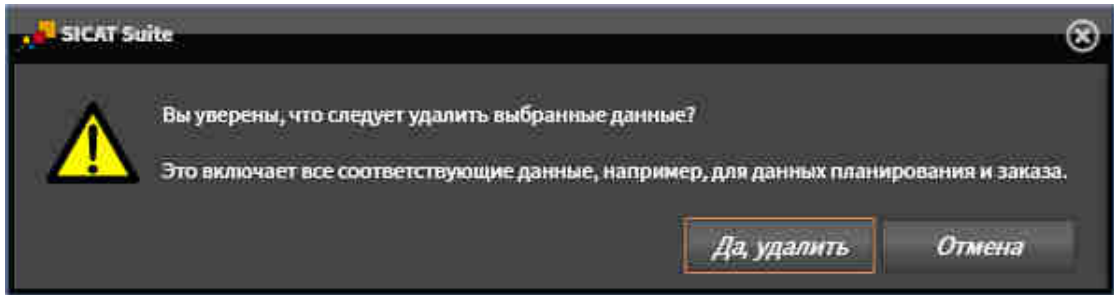 SICAT Suite
Вы уверены, что следует удалить выбранные данные?
Это включает все соответствующие данные, например, для данных планирования и заказа.
Да, удалить Отмена